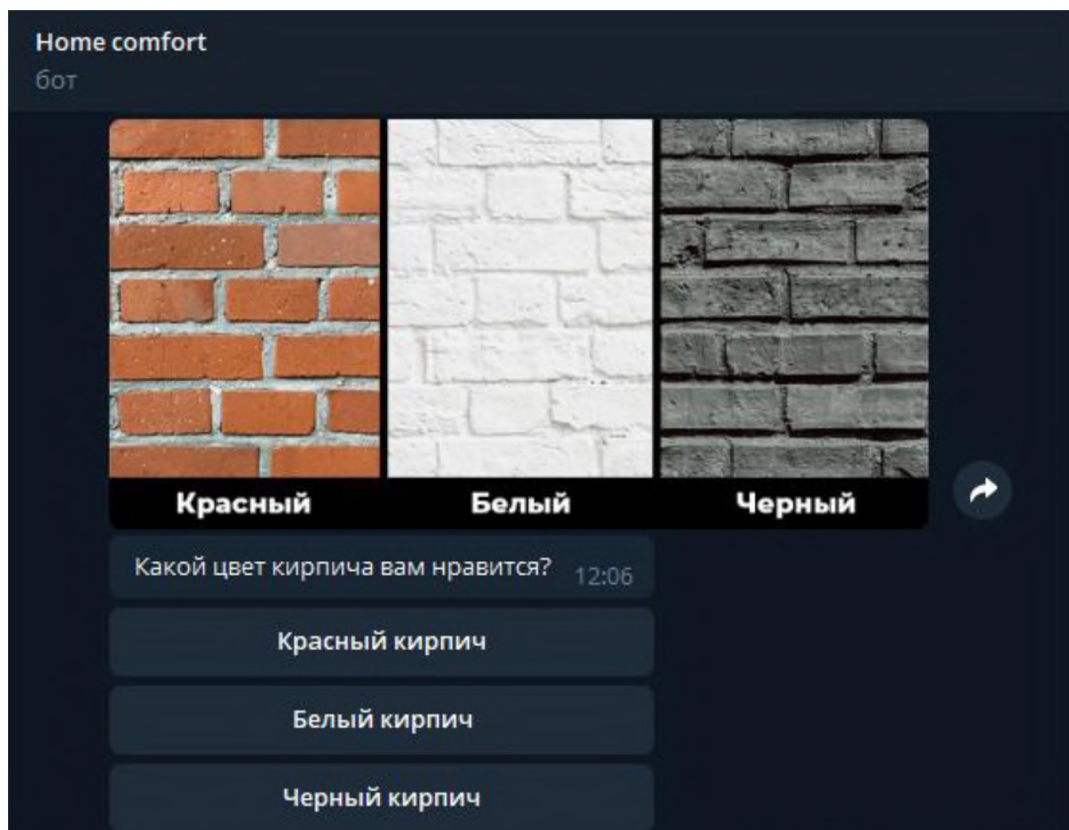 Home comfort
бот
Красный Белый Черный
Какой цвет кирпича вам нравится? 12:06
Красный кирпич
Белый кирпич
Черный кирпич